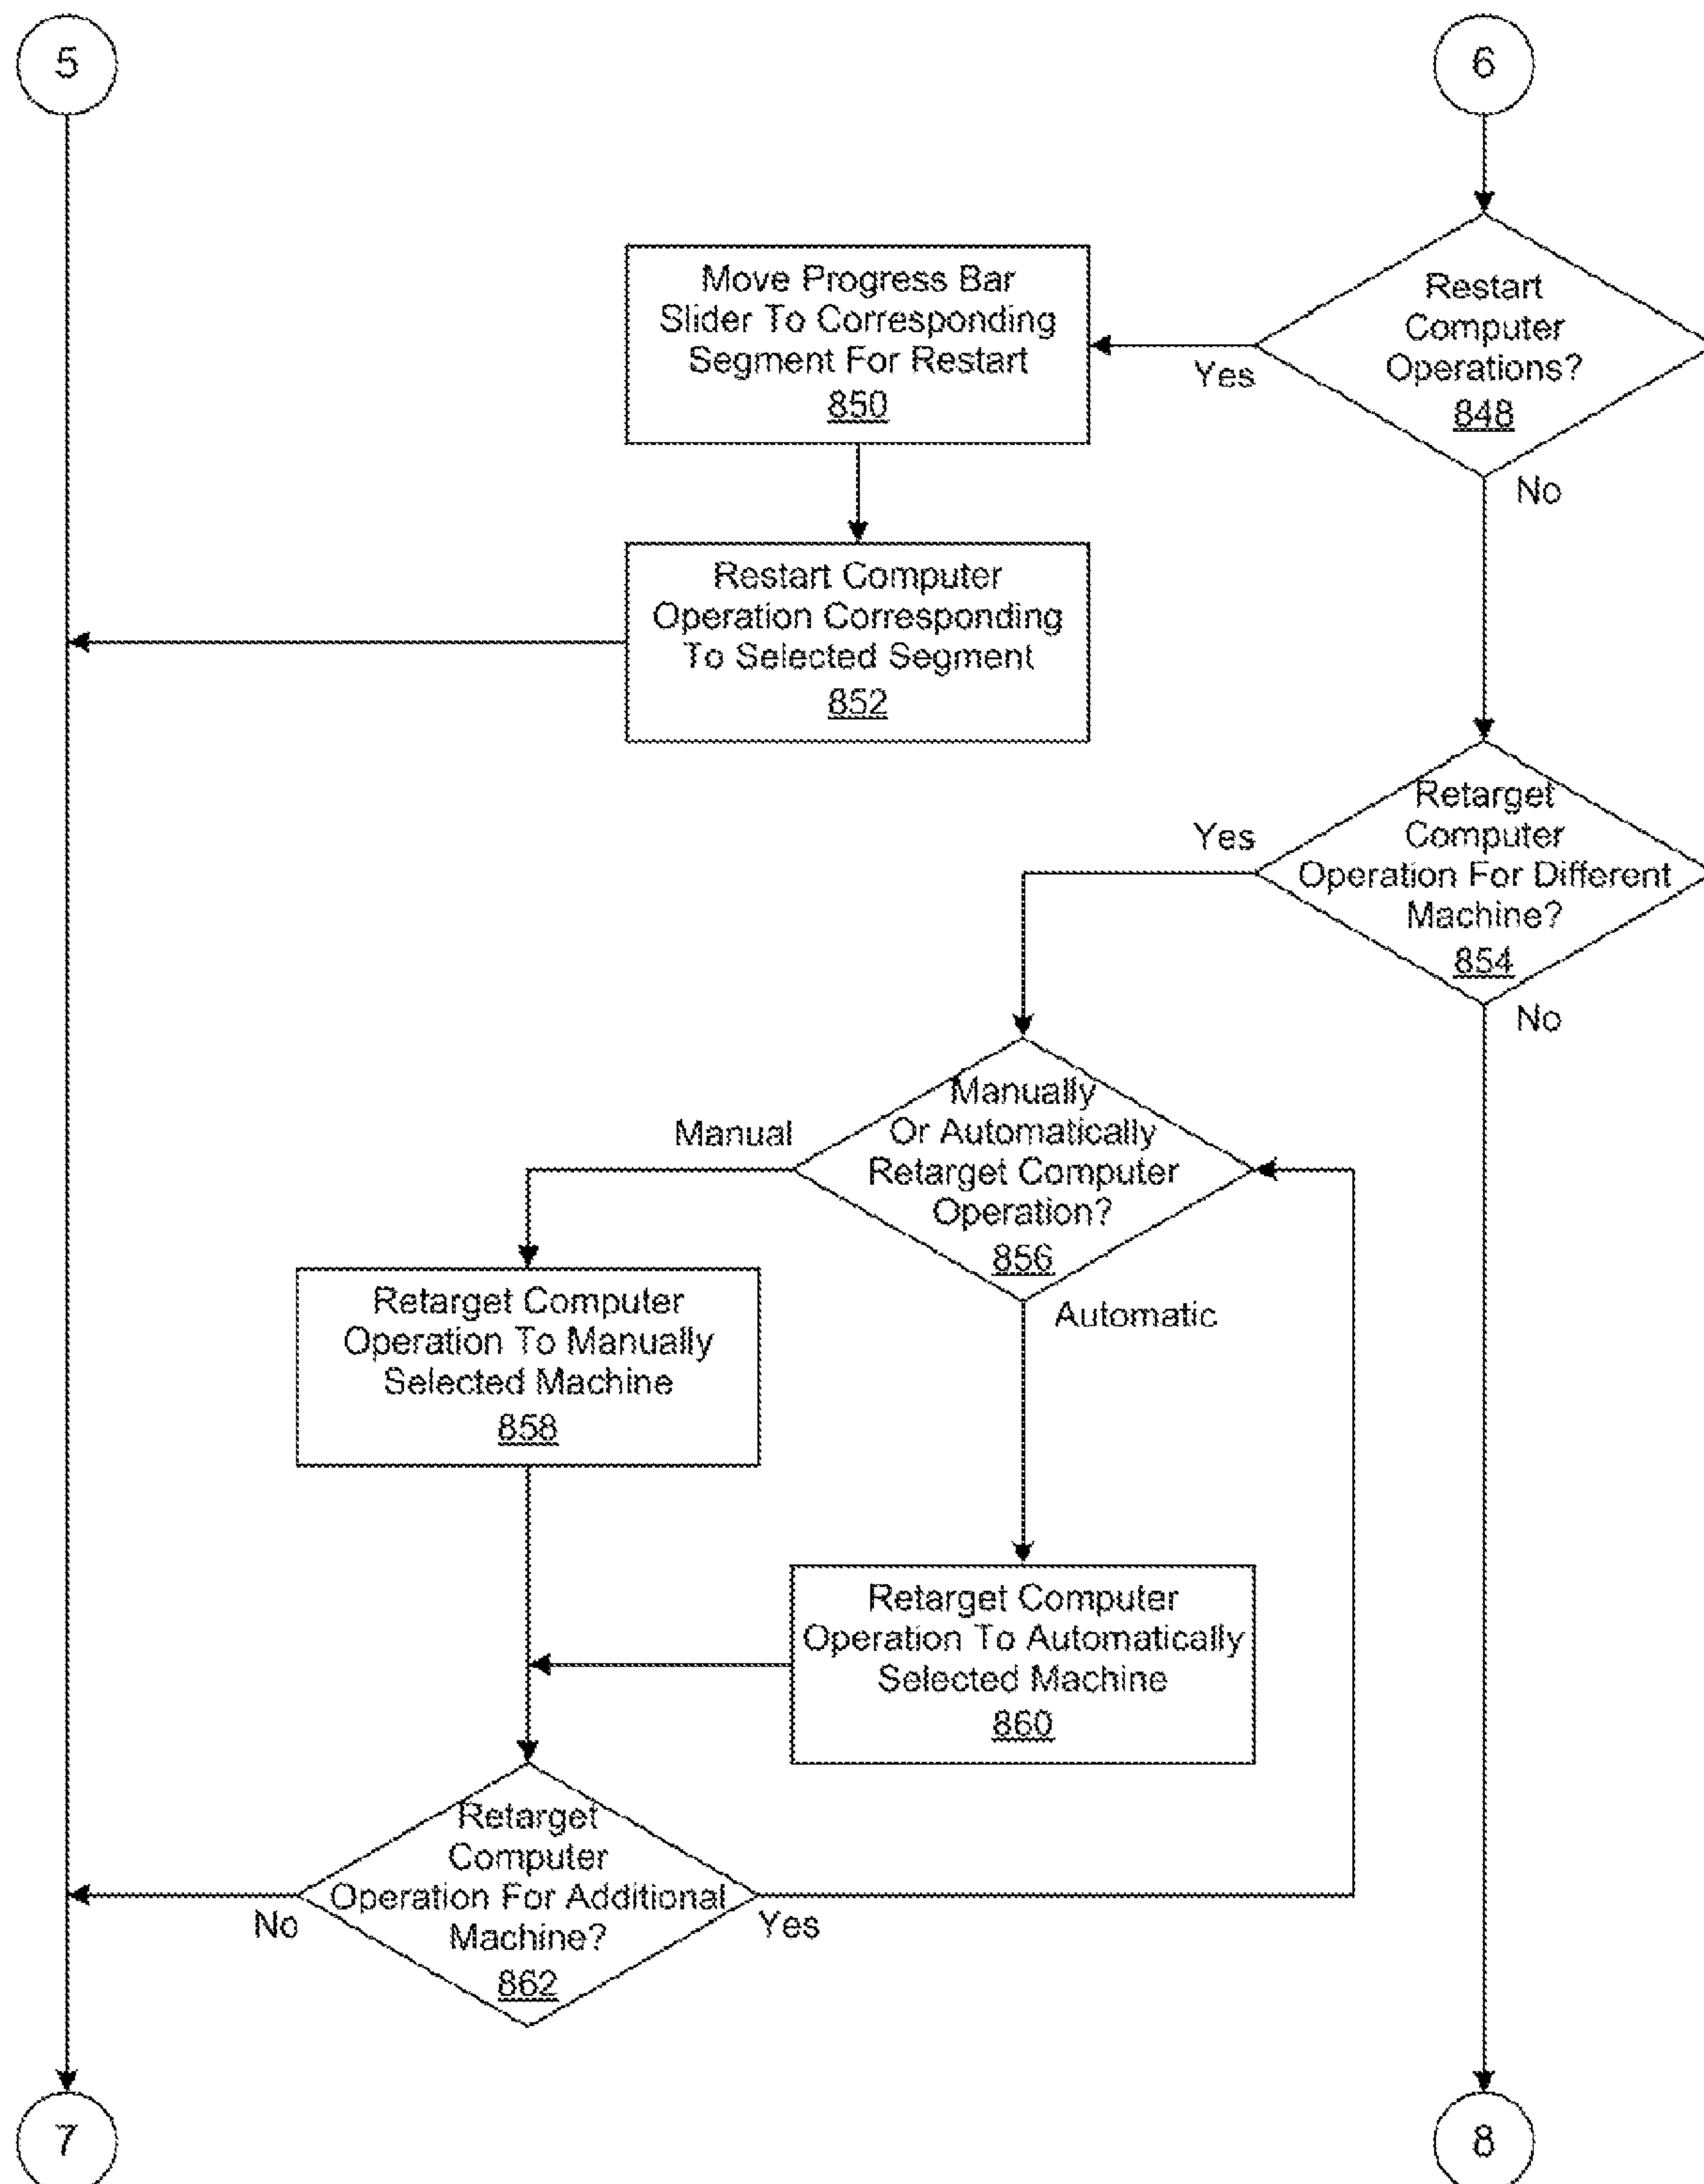 5
6
Move Progress Bar
Slider To Corresponding
Segment For Restart
850
Restart
Computer
Operations?
848
Yes
No
Restart Computer
Operation Corresponding
To Selected Segment
852
Retarget
Computer
Operation For Different
Machine?
854
Yes
No
Manually
Or Automatically
Retarget Computer
Operation?
856
Manual
Automatic
Retarget Computer
Operation To Manually
Selected Machine
858
Retarget Computer
Operation To Automatically
Selected Machine
860
Retarget
Computer
Operation For Additional
Machine?
862
No
Yes
7
8